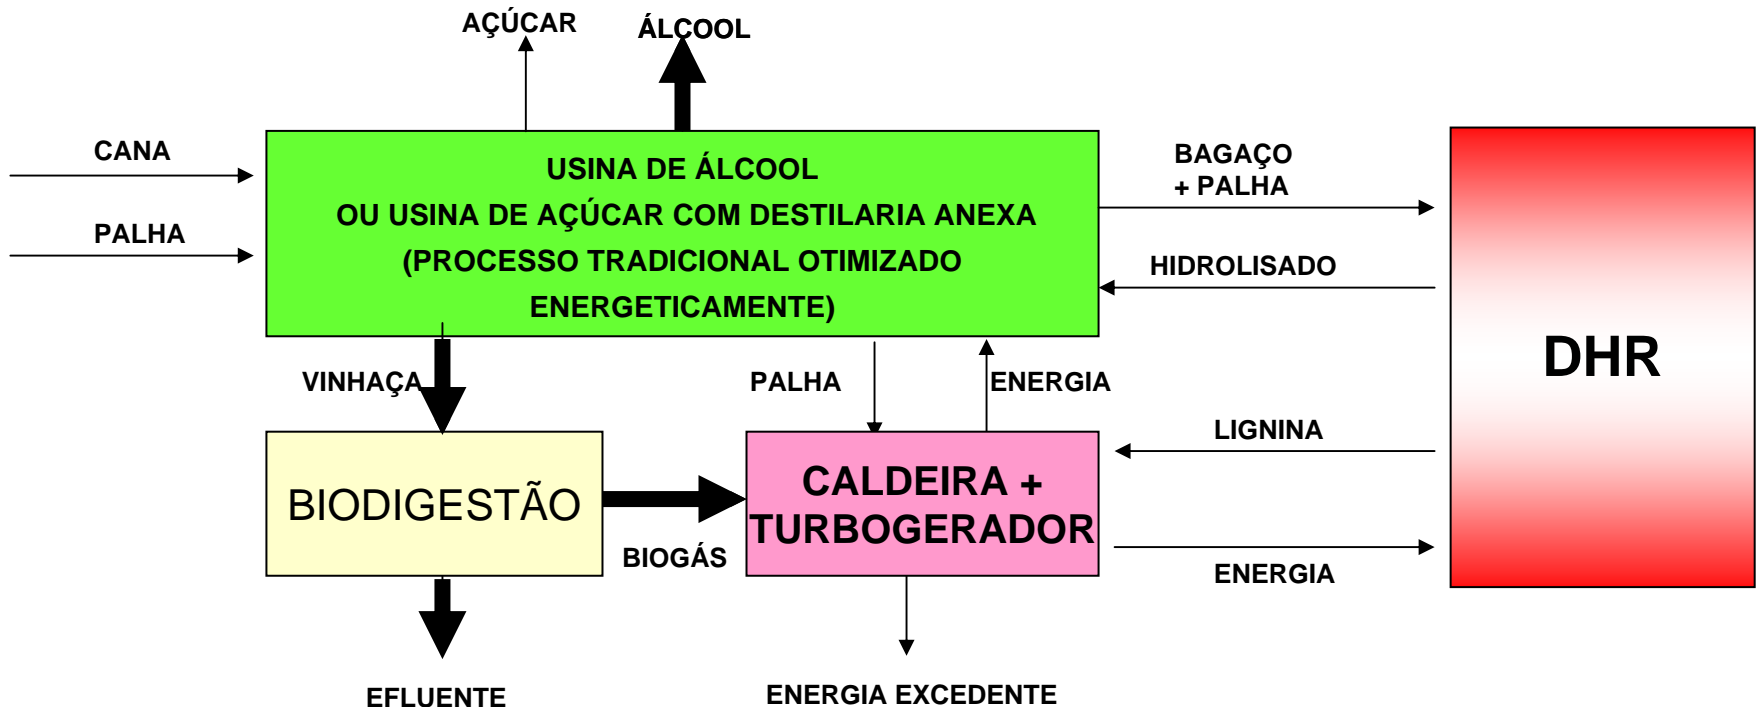 AÇÚCAR
ÁLCOOL
CANA
PALHA
USINA DE ÁLCOOL
OU USINA DE AÇÚCAR COM DESTILARIA ANEXA
(PROCESSO TRADICIONAL OTIMIZADO
ENERGETICAMENTE)
BAGAÇO
+ PALHA
HIDROLISADO
DHR
VINHAÇA
PALHA
ENERGIA
LIGNINA
BIODIGESTÃO
CALDEIRA +
TURBOGERADOR
BIOGÁS
ENERGIA
EFLUENTE
ENERGIA EXCEDENTE